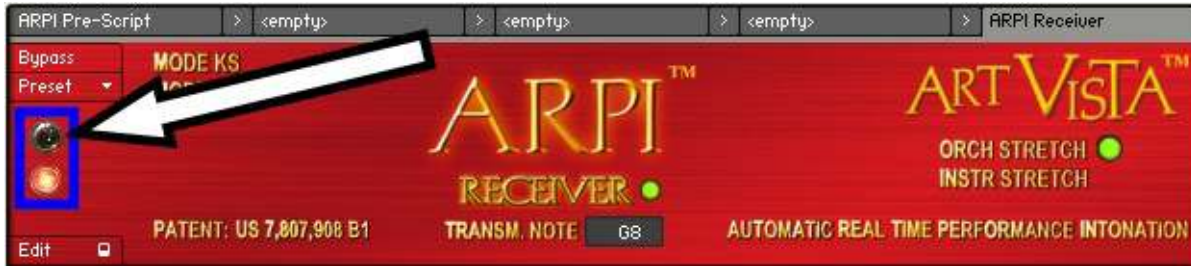 ARPI Pre-Script > <empty> > <empty> > <empty> > ARPI Receiver
Bypass
Preset
MODE KS
ARPI™
ART VISTA™
ORCH STRETCH
INSTR STRETCH
RECEIVER
PATENT: US 7,807,908 B1
TRANSM. NOTE G8
AUTOMATIC REAL TIME PERFORMANCE INTONATION
Edit